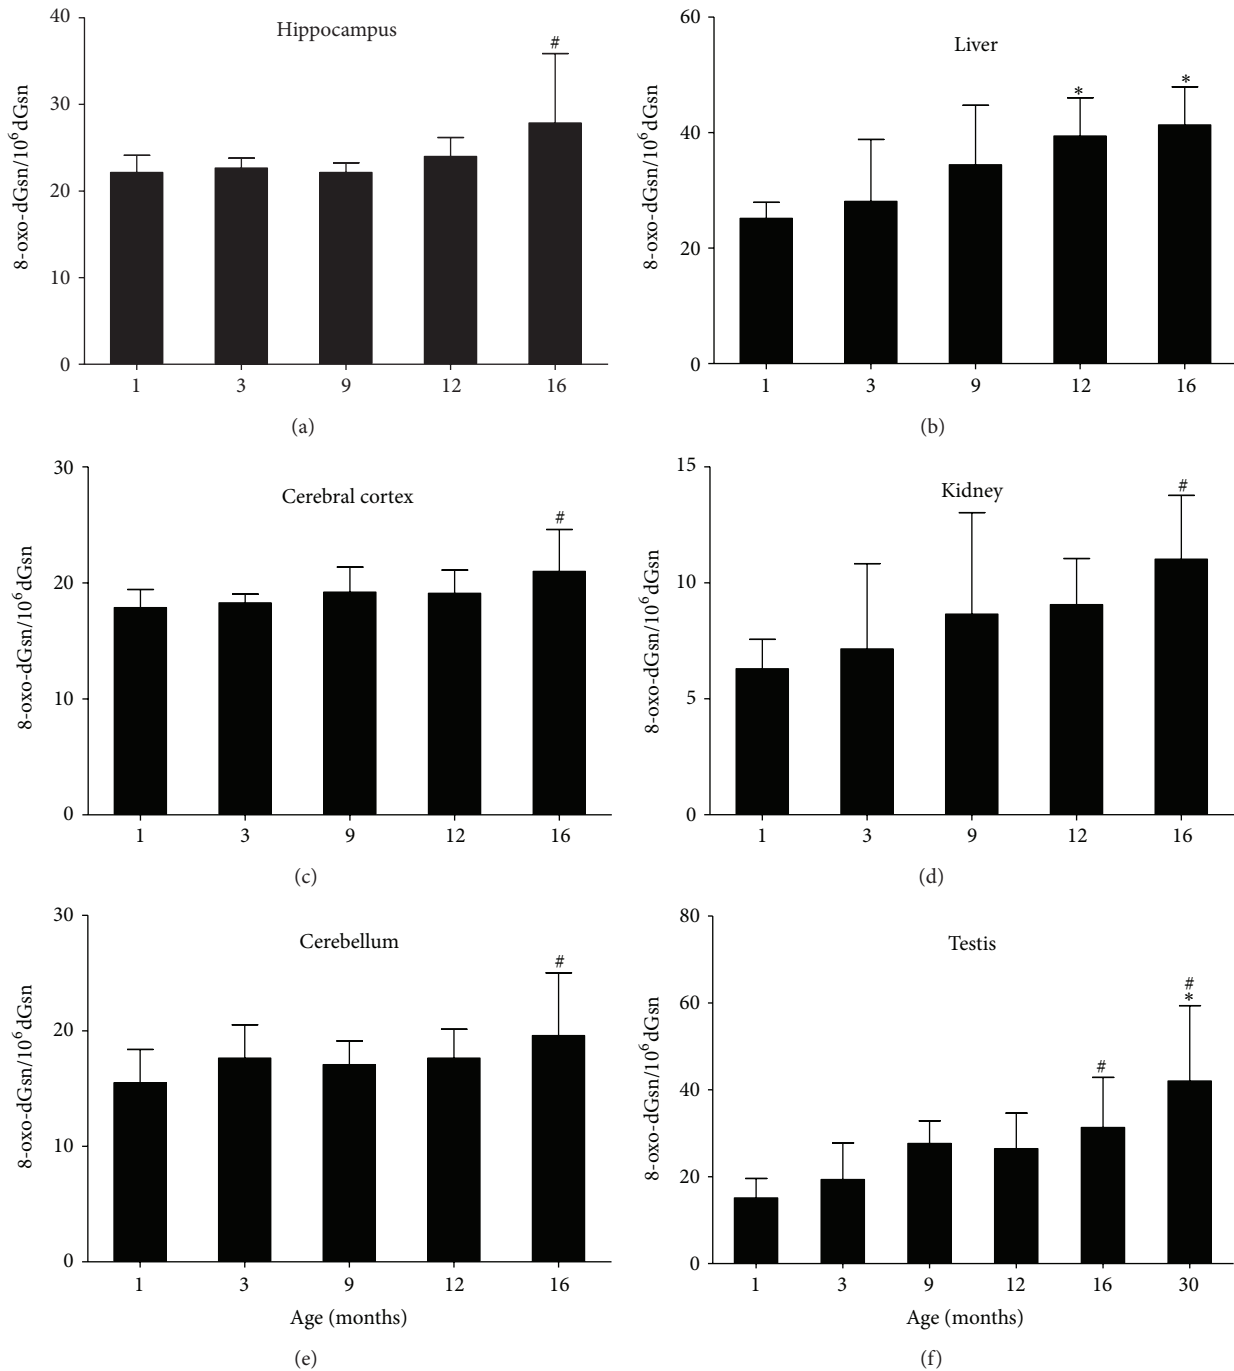 Hippocampus
#
8-oxo-dGsn/10⁶dGsn
40
30
20
10
0
1 3 9 12 16
(a)
Liver
* *
8-oxo-dGsn/10⁶dGsn
60
40
20
0
1 3 9 12 16
(b)
Cerebral cortex
#
8-oxo-dGsn/10⁶dGsn
30
20
10
0
1 3 9 12 16
(c)
Kidney
#
8-oxo-dGsn/10⁶dGsn
15
10
5
0
1 3 9 12 16
(d)
Cerebellum
#
8-oxo-dGsn/10⁶dGsn
30
20
10
0
1 3 9 12 16
Age (months)
(e)
Testis
#
*
#
8-oxo-dGsn/10⁶dGsn
80
60
40
20
0
1 3 9 12 16 30
Age (months)
(f)